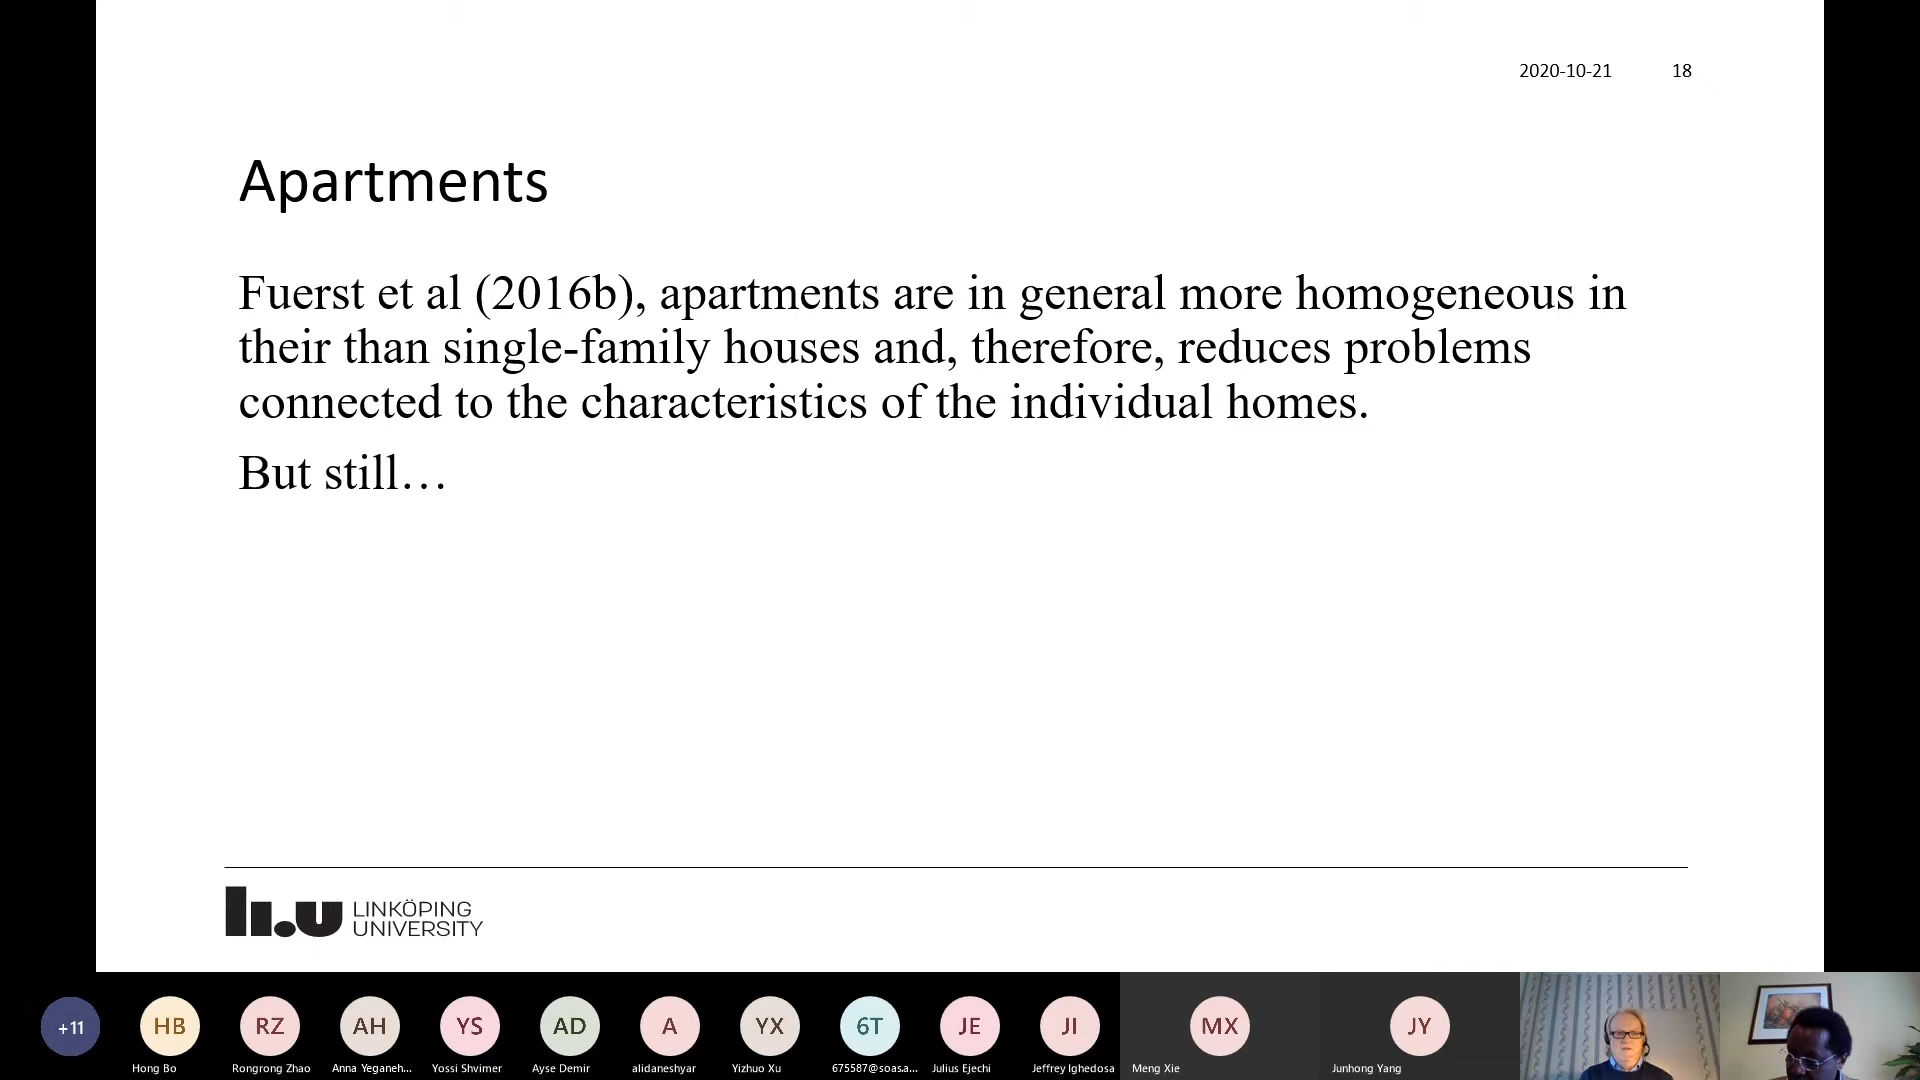 2020-10-21 18
Apartments
Fuerst et al (2016b), apartments are in general more homogeneous in
their than single-family houses and, therefore, reduces problems
connected to the characteristics of the individual homes.
But still…
li.u LINKÖPING
UNIVERSITY
+11 HB RZ AH YS AD A YX 6T JE JI MX JY
Hong Bo Rongrong Zhao Anna Yeganeh... Yossi Shvimer Ayse Demir alidaneshyar Yizhuo Xu 675587@soas.a... Julius Ejechi Jeffrey Ighedosa Meng Xie Junhong Yang